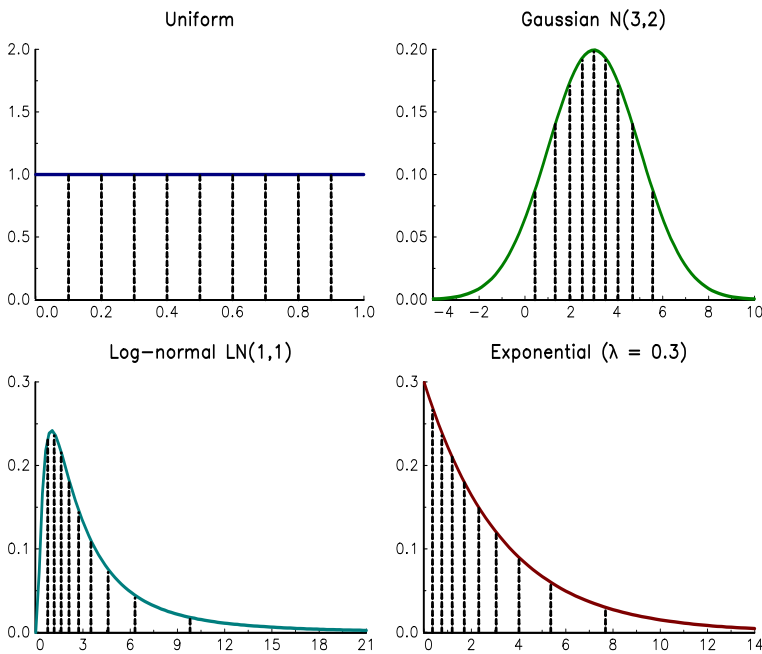 Uniform
2.0
1.5
1.0
0.5
0.0
0.0 0.2 0.4 0.6 0.8 1.0
Gaussian N(3,2)
0.20
0.15
0.10
0.05
0.00
−4 −2 0 2 4 6 8 10
Log−normal LN(1,1)
0.3
0.2
0.1
0.0
0 3 6 9 12 15 18 21
Exponential (λ = 0.3)
0.3
0.2
0.1
0.0
0 2 4 6 8 10 12 14